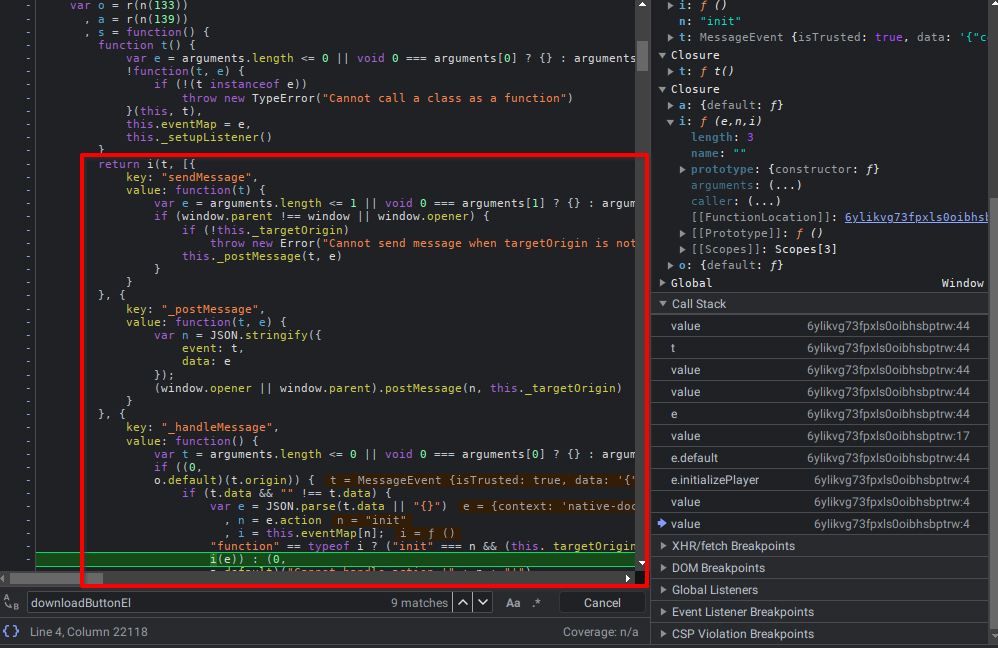 var o = r(n(133))
, a = r(n(139))
, s = function() {
function t() {
var e = arguments.length <= 0 || void 0 === arguments[0] ? {} : arguments
!function(t, e) {
if (!(t instanceof e))
throw new TypeError("Cannot call a class as a function")
}(this, t),
this.eventMap = e,
this._setupListener()
}
return i(t, [{
key: "sendMessage",
value: function(t) {
var e = arguments.length <= 1 || void 0 === arguments[1] ? {} : argum
if (window.parent !== window || window.opener) {
if (!this._targetOrigin)
throw new Error("Cannot send message when targetOrigin is not
this._postMessage(t, e)
}
}
}, {
key: "_postMessage",
value: function(t, e) {
var n = JSON.stringify({
event: t,
data: e
});
(window.opener || window.parent).postMessage(n, this._targetOrigin)
}
}, {
key: "_handleMessage",
value: function() {
var t = arguments.length <= 0 || void 0 === arguments[0] ? {} : argum
if ((0,
o.default)(t.origin)) { t = MessageEvent {isTrusted: true, data: '{"
if (t.data && "" !== t.data) {
var e = JSON.parse(t.data || "{}") e = {context: 'native-doc
, n = e.action n = "init"
, i = this.eventMap[n]; i = ƒ ()
"function" == typeof i ? ("init" === n && (this._targetOrigin
i(e)) : (0,
downloadButtonEl
9 matches
Aa .*
Cancel
{} Line 4, Column 22118
Coverage: n/a
i: ƒ ()
n: "init"
t: MessageEvent {isTrusted: true, data: '{"c
Closure
t: ƒ t()
Closure
a: {default: ƒ}
i: ƒ (e,n,i)
length: 3
name: ""
prototype: {constructor: ƒ}
arguments: (...)
caller: (...)
[[FunctionLocation]]: 6ylikvg73fpxls0oibhsb
[[Prototype]]: ƒ ()
[[Scopes]]: Scopes[3]
o: {default: ƒ}
Global Window
Call Stack
value 6ylikvg73fpxls0oibhsbptrw:44
t 6ylikvg73fpxls0oibhsbptrw:44
value 6ylikvg73fpxls0oibhsbptrw:44
value 6ylikvg73fpxls0oibhsbptrw:44
e 6ylikvg73fpxls0oibhsbptrw:44
value 6ylikvg73fpxls0oibhsbptrw:17
e.default 6ylikvg73fpxls0oibhsbptrw:44
e.initializePlayer 6ylikvg73fpxls0oibhsbptrw:4
value 6ylikvg73fpxls0oibhsbptrw:4
value 6ylikvg73fpxls0oibhsbptrw:4
XHR/fetch Breakpoints
DOM Breakpoints
Global Listeners
Event Listener Breakpoints
CSP Violation Breakpoints